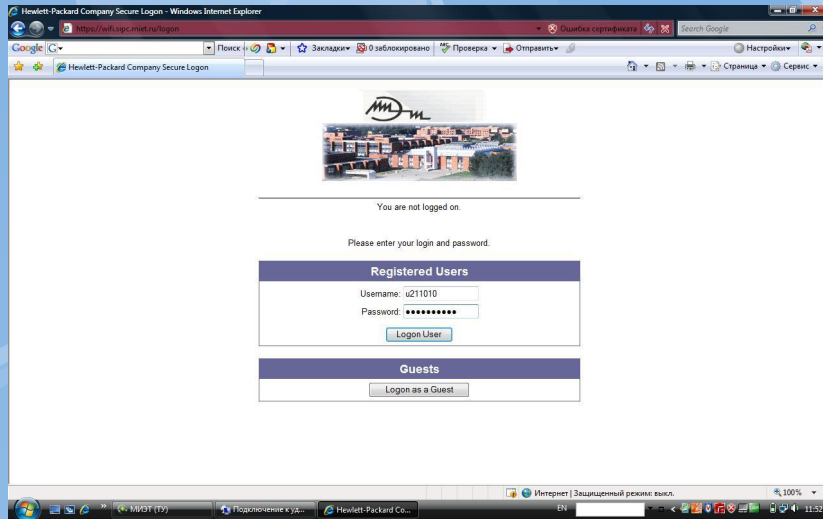 Hewlett-Packard Company Secure Logon - Windows Internet Explorer
https://wifi.sipc.miet.ru/logon Ошибка сертификата Search Google
Google Поиск Закладки 0 заблокировано Проверка Отправить Настройки
Hewlett-Packard Company Secure Logon Страница Сервис
You are not logged on.
Please enter your login and password.
Registered Users
Username: u211010
Password: ••••••••••
Logon User
Guests
Logon as a Guest
Интернет | Защищенный режим: выкл. 100%
МИЭТ (ТУ) Подключение к уд... Hewlett-Packard Co... EN 11:52